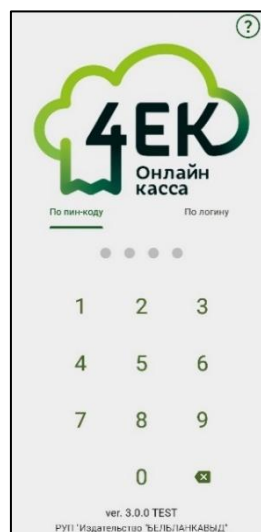 ?
4ЕК
Онлайн
касса
По пин-коду По логину
1 2 3
4 5 6
7 8 9
0
ver. 3.0.0 TEST
РУП "Издательство "БЕЛБЛАНКАВЫД"